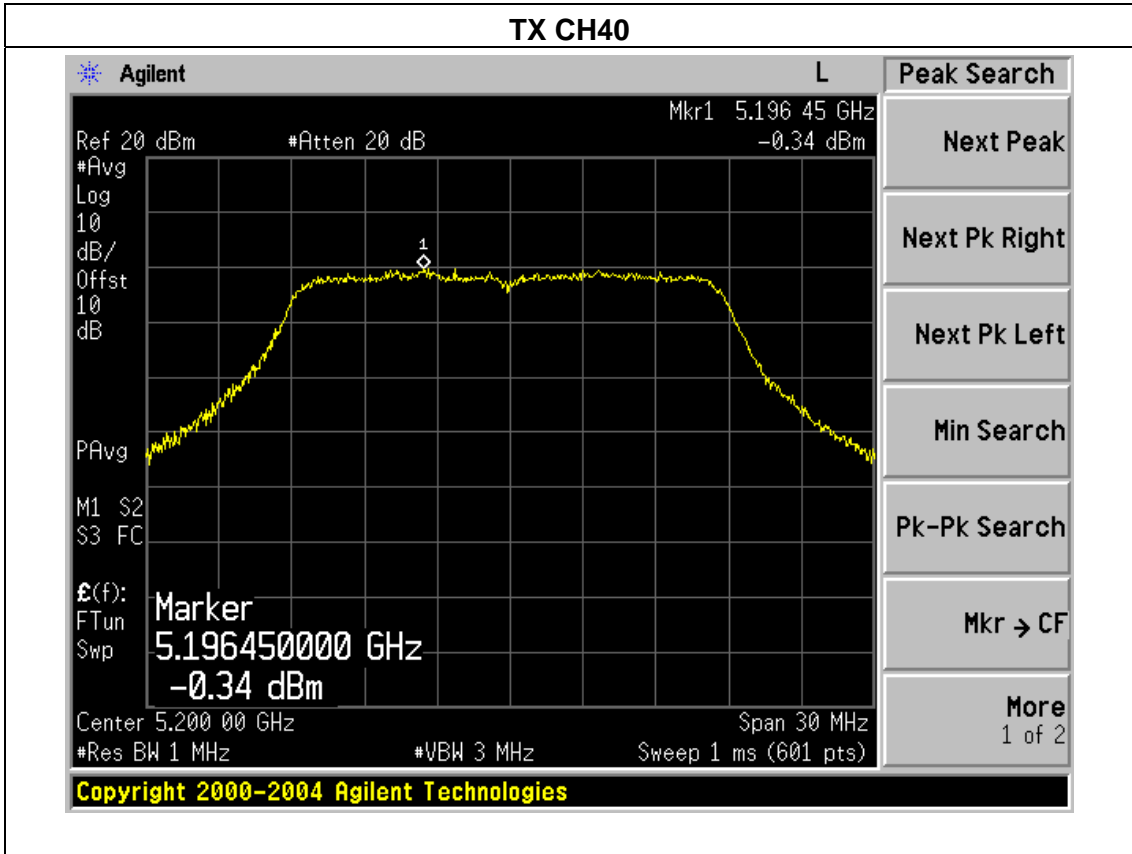 TX CH40
Agilent L Peak Search
Mkr1 5.196 45 GHz
Ref 20 dBm #Atten 20 dB -0.34 dBm
Next Peak
#Avg
Log
10
dB/
Offst
10
dB
1
Next Pk Right
Next Pk Left
Min Search
PAvg
M1 S2
S3 FC
Pk-Pk Search
£(f):
FTun
Swp
Marker
5.196450000 GHz
-0.34 dBm
Mkr → CF
Center 5.200 00 GHz Span 30 MHz
#Res BW 1 MHz #VBW 3 MHz Sweep 1 ms (601 pts)
More
1 of 2
Copyright 2000-2004 Agilent Technologies